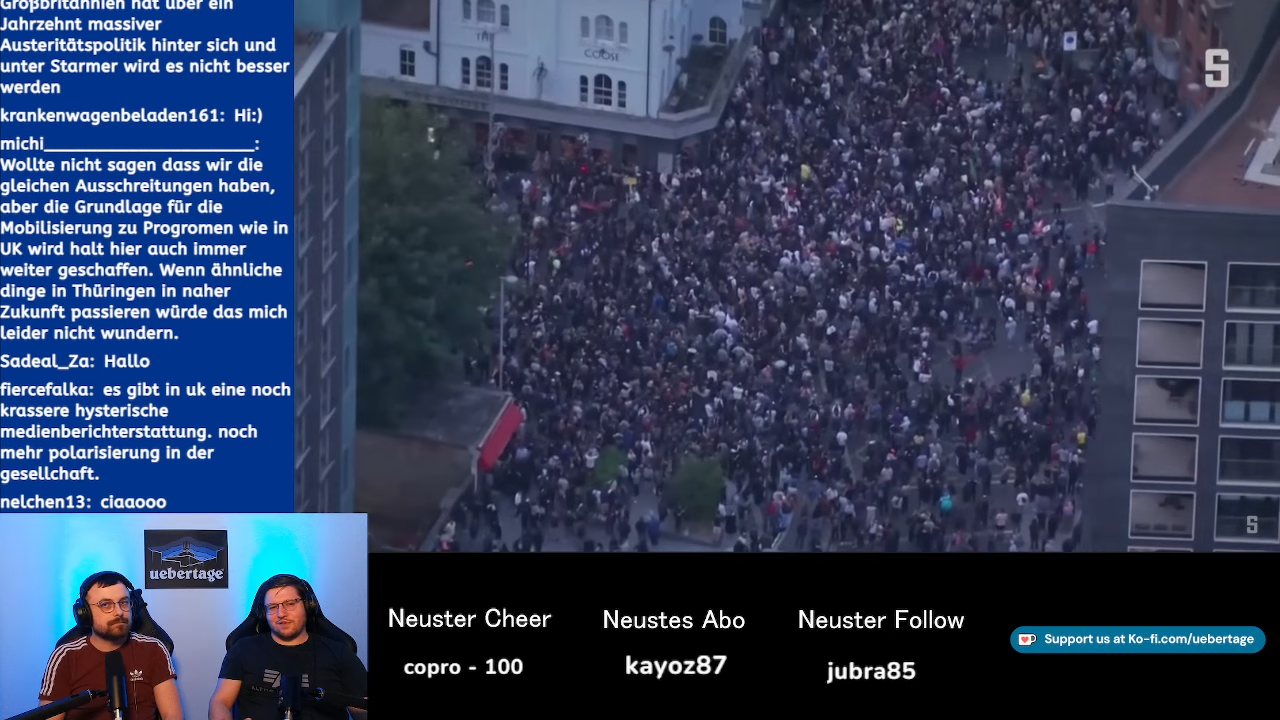 Großbritannien hat über ein
Jahrzehnt massiver
Austeritätspolitik hinter sich und
unter Starmer wird es nicht besser
werden
krankenwagenbeladen161: Hi:)
michi____________________:
Wollte nicht sagen dass wir die
gleichen Ausschreitungen haben,
aber die Grundlage für die
Mobilisierung zu Progromen wie in
UK wird halt hier auch immer
weiter geschaffen. Wenn ähnliche
dinge in Thüringen in naher
Zukunft passieren würde das mich
leider nicht wundern.
Sadeal_Za: Hallo
fiercefalka: es gibt in uk eine noch
krassere hysterische
medienberichterstattung. noch
mehr polarisierung in der
gesellchaft.
nelchen13: ciaaooo
THE
GOOSE
S
S
uebertage
Neuster Cheer
copro - 100
Neustes Abo
kayoz87
Neuster Follow
jubra85
Support us at Ko-fi.com/uebertage